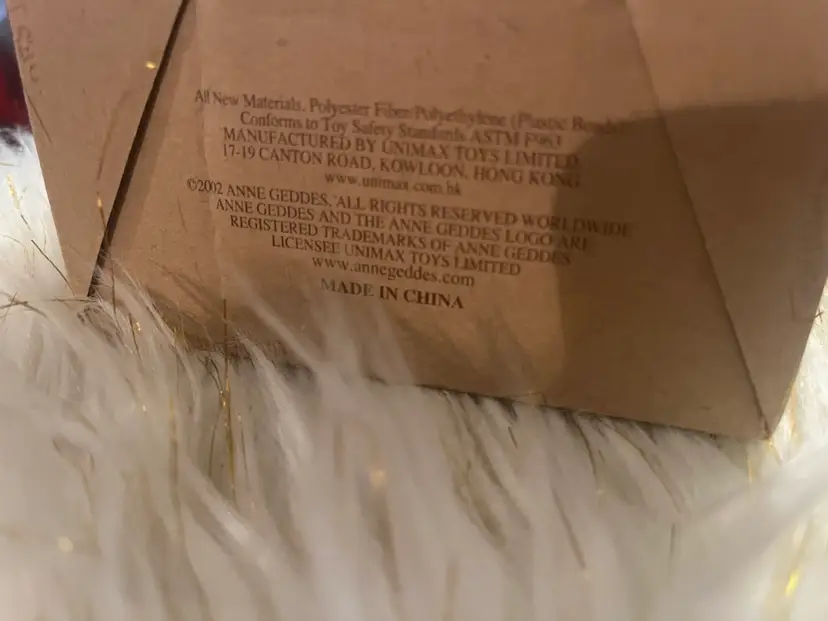 All New Materials. Polyester Fiber/Polyethylene (Plastic Beads)
Conforms to Toy Safety Standards ASTM F963
MANUFACTURED BY UNIMAX TOYS LIMITED
17-19 CANTON ROAD, KOWLOON, HONG KONG
www.unimax.com.hk
©2002 ANNE GEDDES, ALL RIGHTS RESERVED WORLDWIDE
ANNE GEDDES AND THE ANNE GEDDES LOGO ARE
REGISTERED TRADEMARKS OF ANNE GEDDES
LICENSEE UNIMAX TOYS LIMITED
www.annegeddes.com
MADE IN CHINA